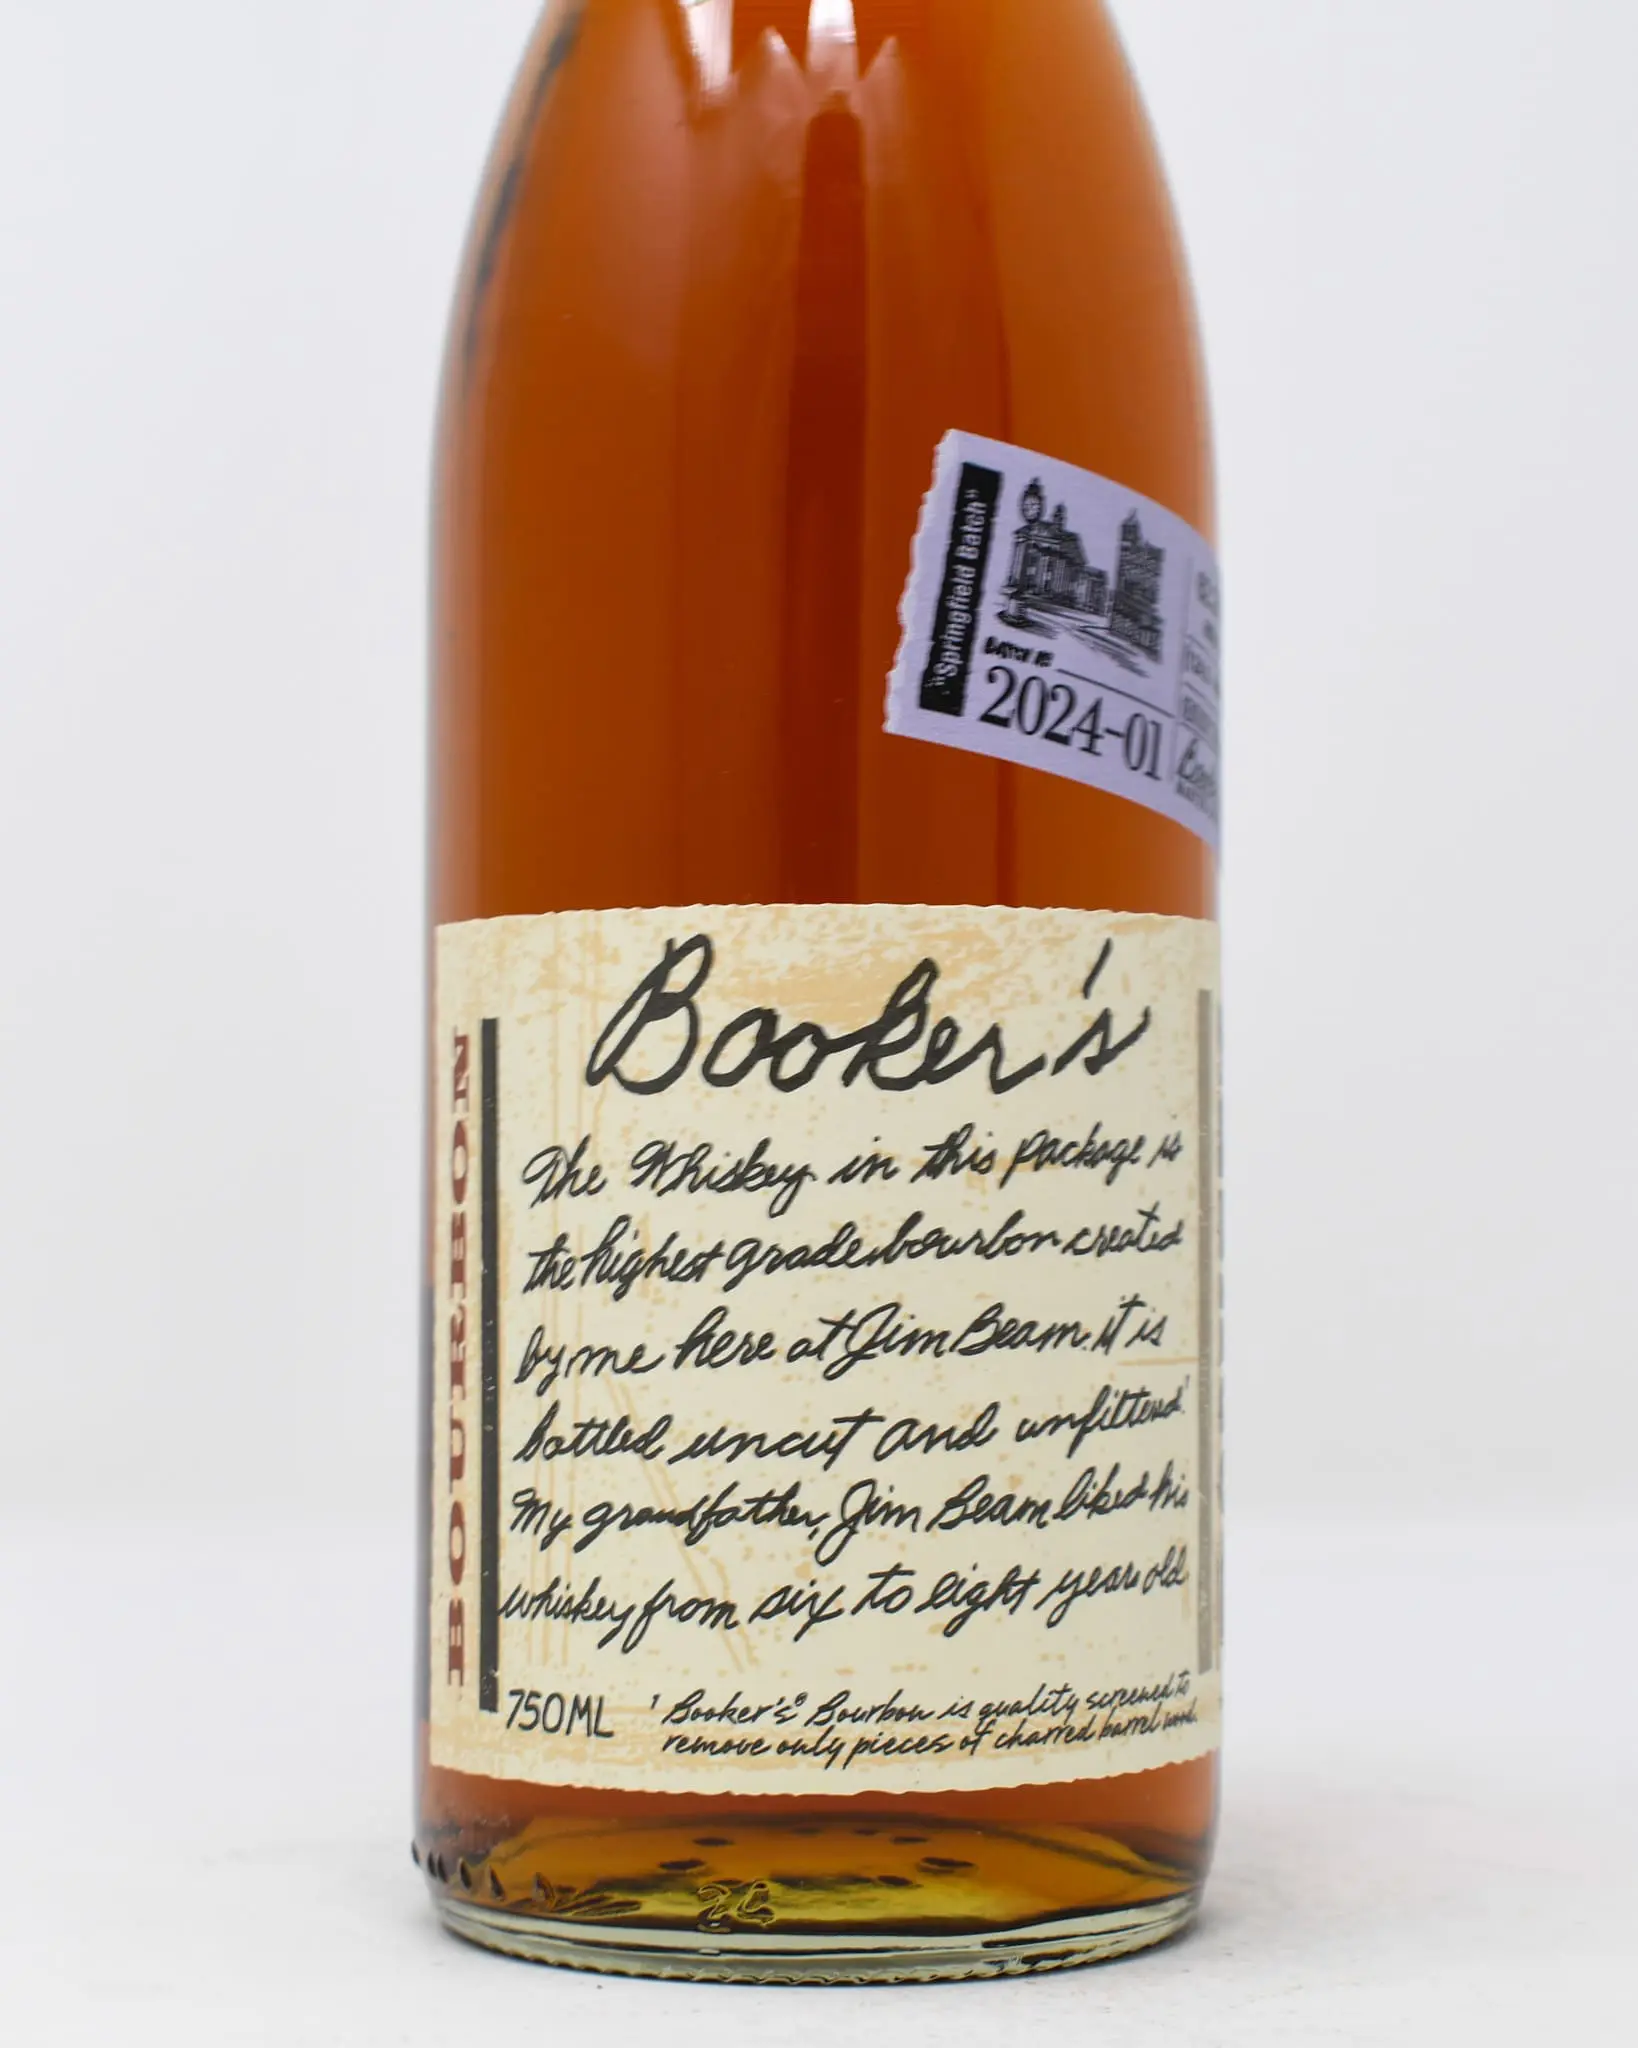 "Springfield Batch"
BATCH №
2024-01
Booker's
BOURBON
The Whiskey in this package is
the highest grade bourbon created
by me here at Jim Beam. it is
bottled uncut and unfiltered.¹
My grandfather, Jim Beam liked his
whiskey from six to eight years old
750ML
¹ Booker's® Bourbon is quality screened to
remove only pieces of charred barrel wood.